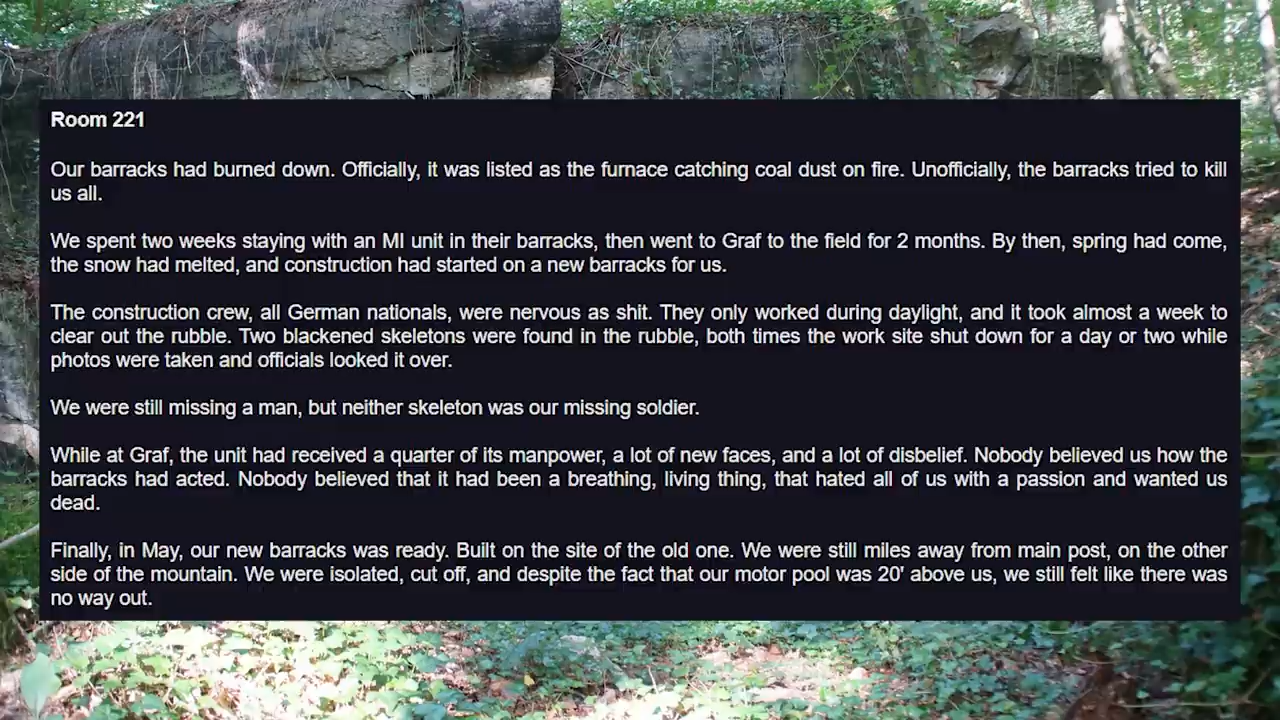 Room 221
Our barracks had burned down. Officially, it was listed as the furnace catching coal dust on fire. Unofficially, the barracks tried to kill
us all.
We spent two weeks staying with an MI unit in their barracks, then went to Graf to the field for 2 months. By then, spring had come,
the snow had melted, and construction had started on a new barracks for us.
The construction crew, all German nationals, were nervous as shit. They only worked during daylight, and it took almost a week to
clear out the rubble. Two blackened skeletons were found in the rubble, both times the work site shut down for a day or two while
photos were taken and officials looked it over.
We were still missing a man, but neither skeleton was our missing soldier.
While at Graf, the unit had received a quarter of its manpower, a lot of new faces, and a lot of disbelief. Nobody believed us how the
barracks had acted. Nobody believed that it had been a breathing, living thing, that hated all of us with a passion and wanted us
dead.
Finally, in May, our new barracks was ready. Built on the site of the old one. We were still miles away from main post, on the other
side of the mountain. We were isolated, cut off, and despite the fact that our motor pool was 20' above us, we still felt like there was
no way out.